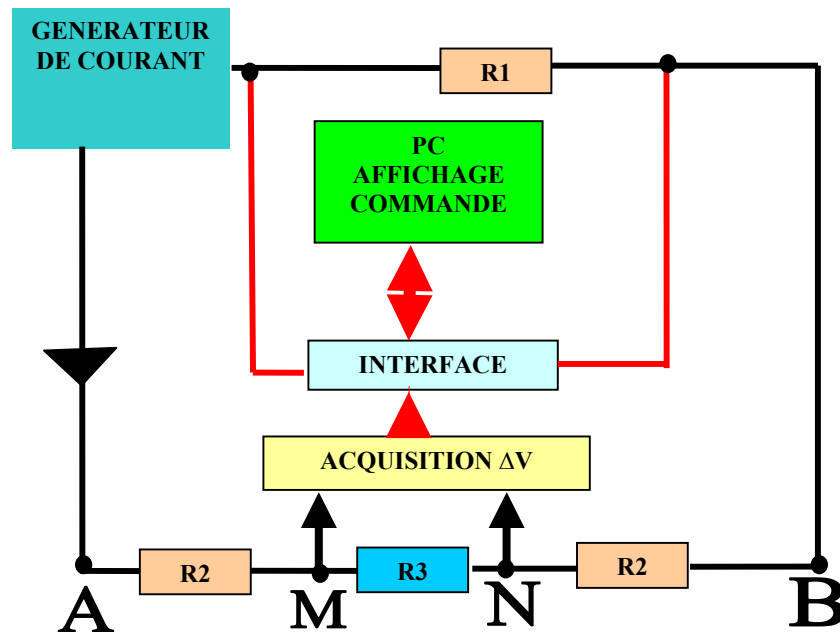 GENERATEUR
DE COURANT
R1
PC
AFFICHAGE
COMMANDE
INTERFACE
ACQUISITION ΔV
R2
R3
R2
A
M
N
B